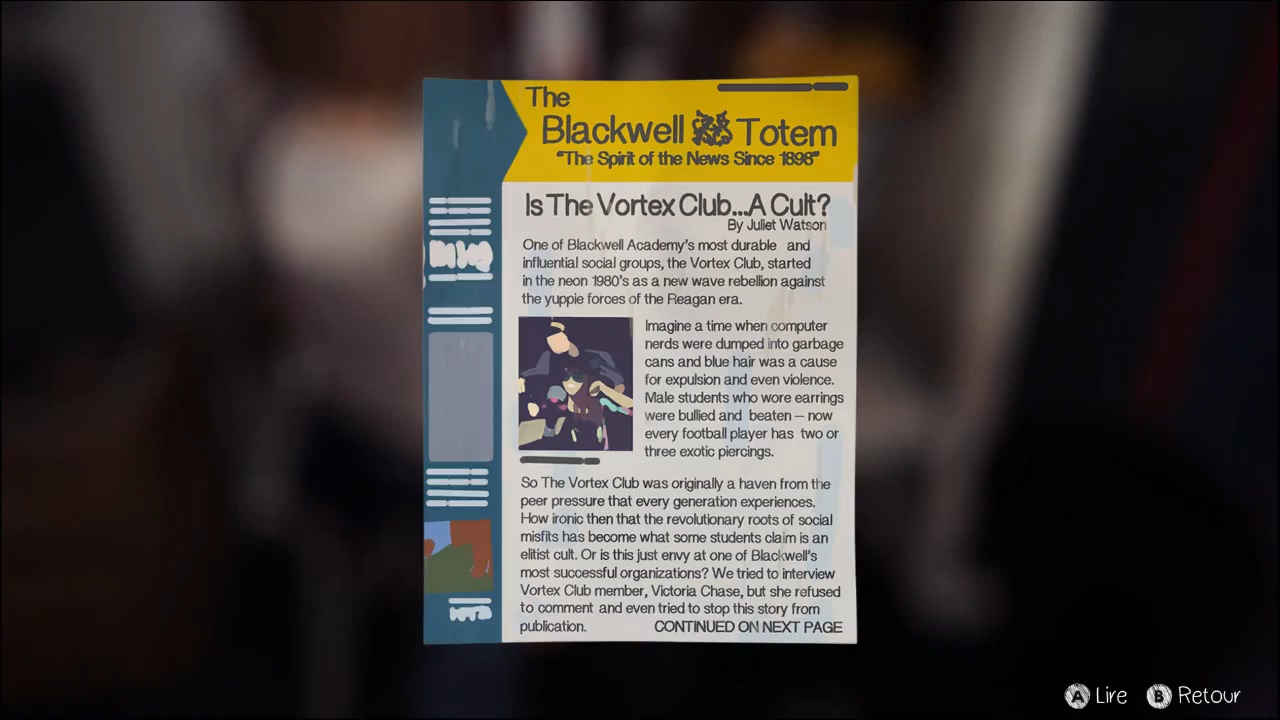 The
Blackwell Totem
"The Spirit of the News Since 1898"
Is The Vortex Club...A Cult?
By Juliet Watson
One of Blackwell Academy's most durable and
influential social groups, the Vortex Club, started
in the neon 1980's as a new wave rebellion against
the yuppie forces of the Reagan era.
Imagine a time when computer
nerds were dumped into garbage
cans and blue hair was a cause
for expulsion and even violence.
Male students who wore earrings
were bullied and beaten – now
every football player has two or
three exotic piercings.
So The Vortex Club was originally a haven from the
peer pressure that every generation experiences.
How ironic then that the revolutionary roots of social
misfits has become what some students claim is an
elitist cult. Or is this just envy at one of Blackwell's
most successful organizations? We tried to interview
Vortex Club member, Victoria Chase, but she refused
to comment and even tried to stop this story from
publication.
CONTINUED ON NEXT PAGE
A Lire B Retour